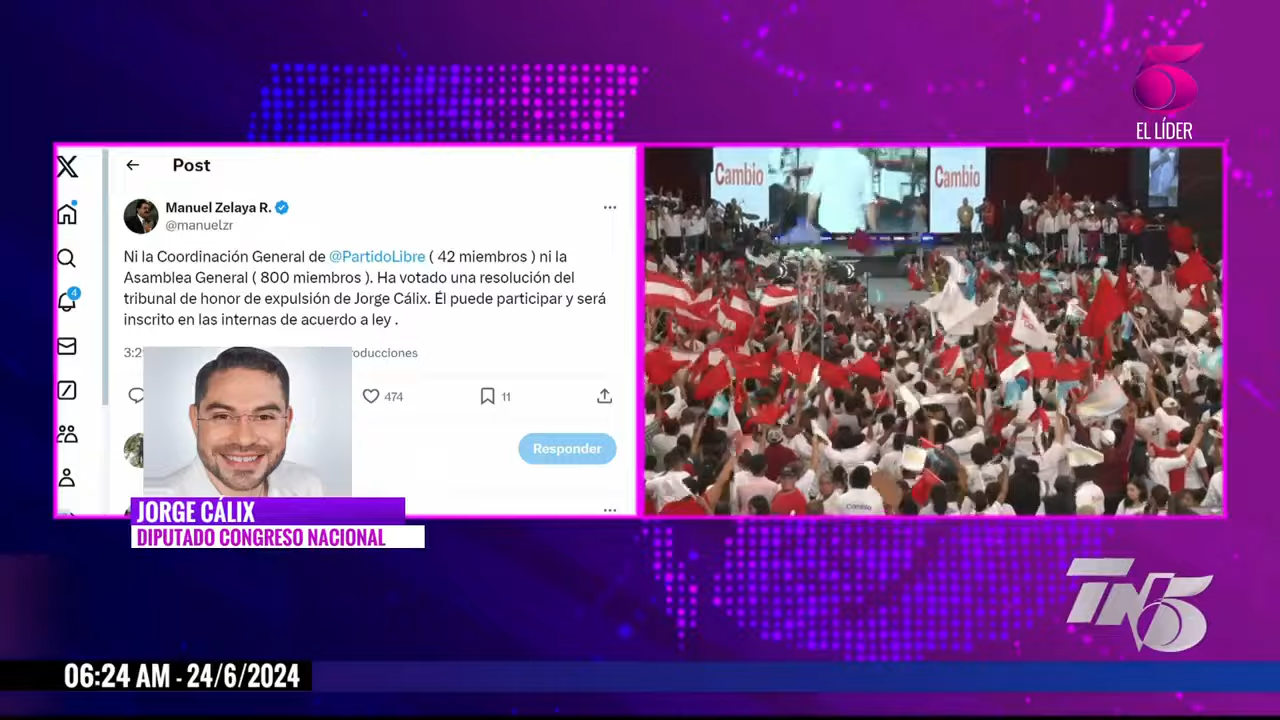 5
EL LÍDER
X
Post
Manuel Zelaya R.
@manuelzr
Ni la Coordinación General de @PartidoLibre ( 42 miembros ) ni la
Asamblea General ( 800 miembros ). Ha votado una resolución del
tribunal de honor de expulsión de Jorge Cálix. Él puede participar y será
inscrito en las internas de acuerdo a ley .
4
474
11
Responder
Cambio
Cambio
JORGE CÁLIX
DIPUTADO CONGRESO NACIONAL
TN5
06:24 AM - 24/6/2024